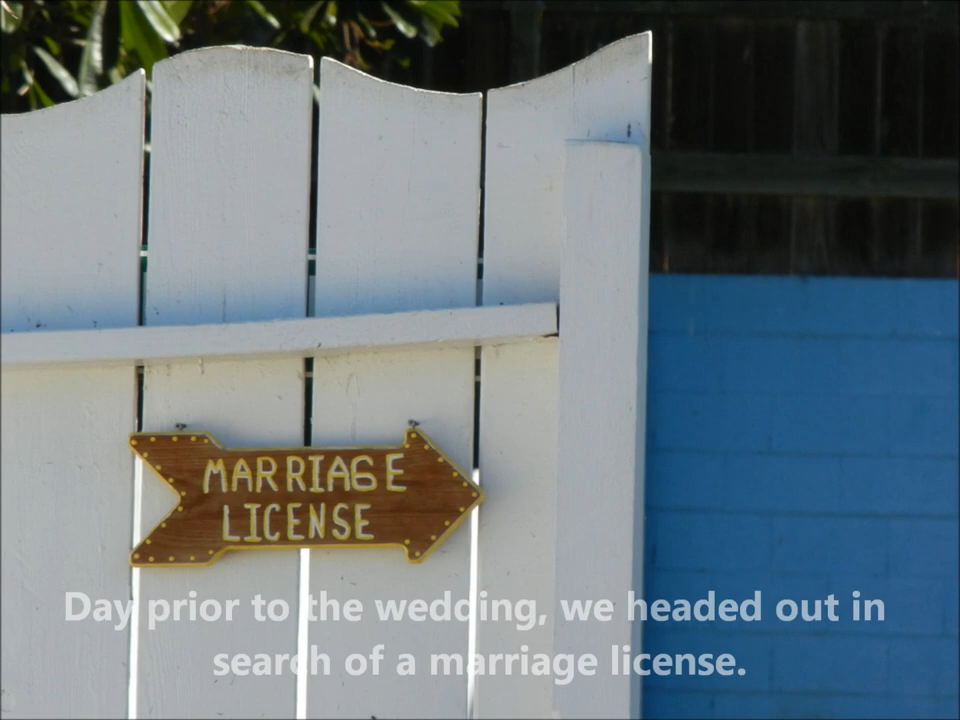 MARRIAGE
LICENSE
Day prior to the wedding, we headed out in
search of a marriage license.